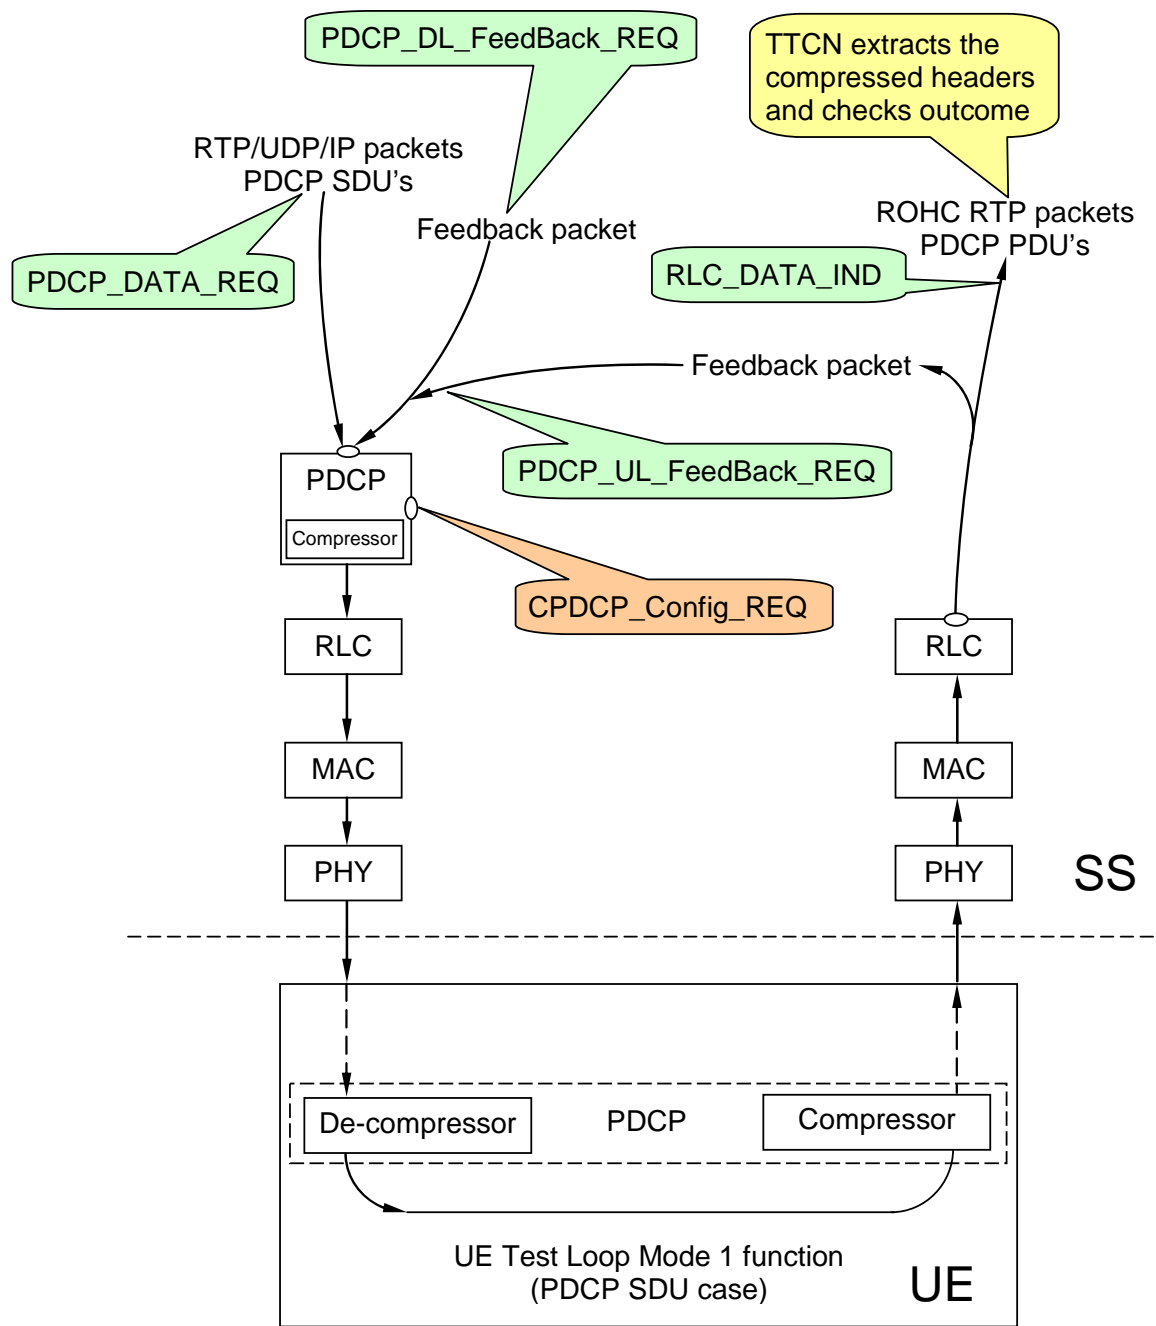 PDCP_DL_FeedBack_REQ
TTCN extracts the
compressed headers
and checks outcome
RTP/UDP/IP packets
PDCP SDU's
Feedback packet
ROHC RTP packets
PDCP PDU's
PDCP_DATA_REQ
RLC_DATA_IND
Feedback packet
PDCP
PDCP_UL_FeedBack_REQ
Compressor
CPDCP_Config_REQ
RLC
RLC
MAC
MAC
PHY
PHY
SS
De-compressor
PDCP
Compressor
UE Test Loop Mode 1 function
(PDCP SDU case)
UE